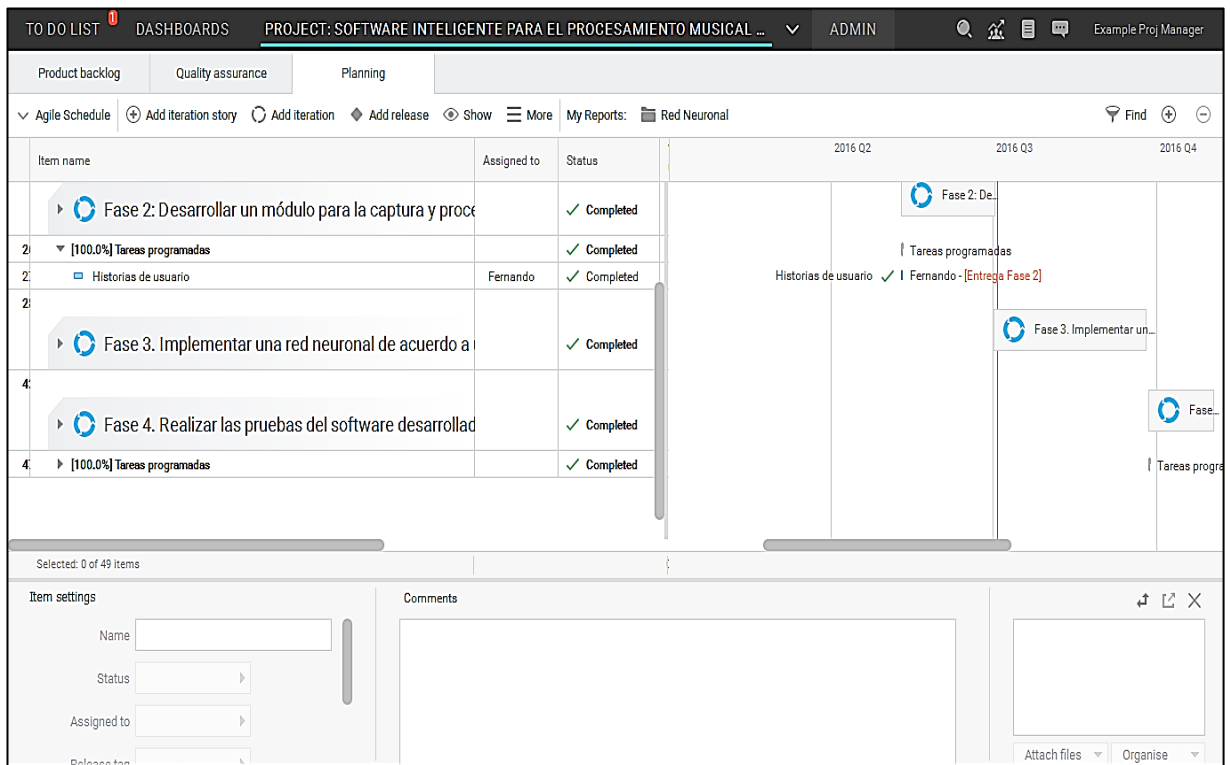 TO DO LIST 1 DASHBOARDS PROJECT: SOFTWARE INTELIGENTE PARA EL PROCESAMIENTO MUSICAL ... ADMIN Example Proj Manager
Product backlog Quality assurance Planning
Agile Schedule Add iteration story Add iteration Add release Show More My Reports: Red Neuronal Find
Item name Assigned to Status 2016 Q2 2016 Q3 2016 Q4
Fase 2: Desarrollar un módulo para la captura y proce Completed Fase 2: De...
[100.0%] Tareas programadas Completed Tareas programadas
Historias de usuario Fernando Completed Historias de usuario Fernando - [Entrega Fase 2]
Fase 3. Implementar una red neuronal de acuerdo a Completed Fase 3. Implementar un...
Fase 4. Realizar las pruebas del software desarrollad Completed Fase...
[100.0%] Tareas programadas Completed Tareas progra
Selected: 0 of 49 items
Item settings Comments
Name
Status
Assigned to
Release tag
Attach files Organise